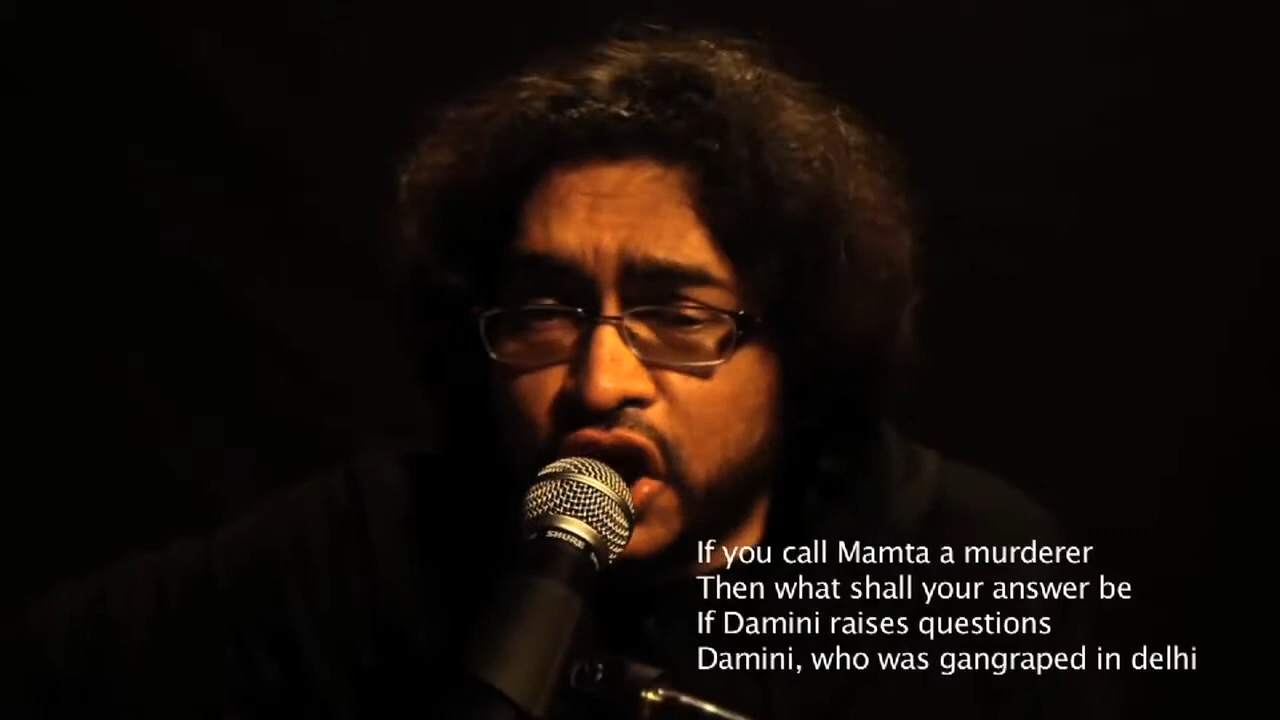 SHURE
If you call Mamta a murderer
Then what shall your answer be
If Damini raises questions
Damini, who was gangraped in delhi